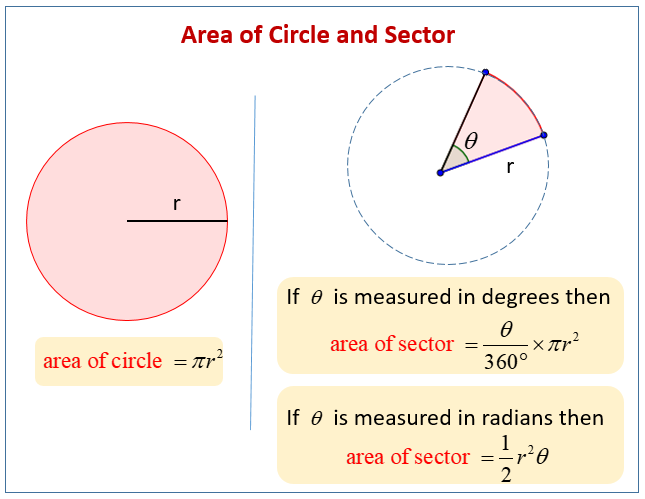 Area of Circle and Sector
r
area of circle = πr²
θ
r
If θ is measured in degrees then
area of sector = θ/360° × πr²
If θ is measured in radians then
area of sector = 1/2 r²θ